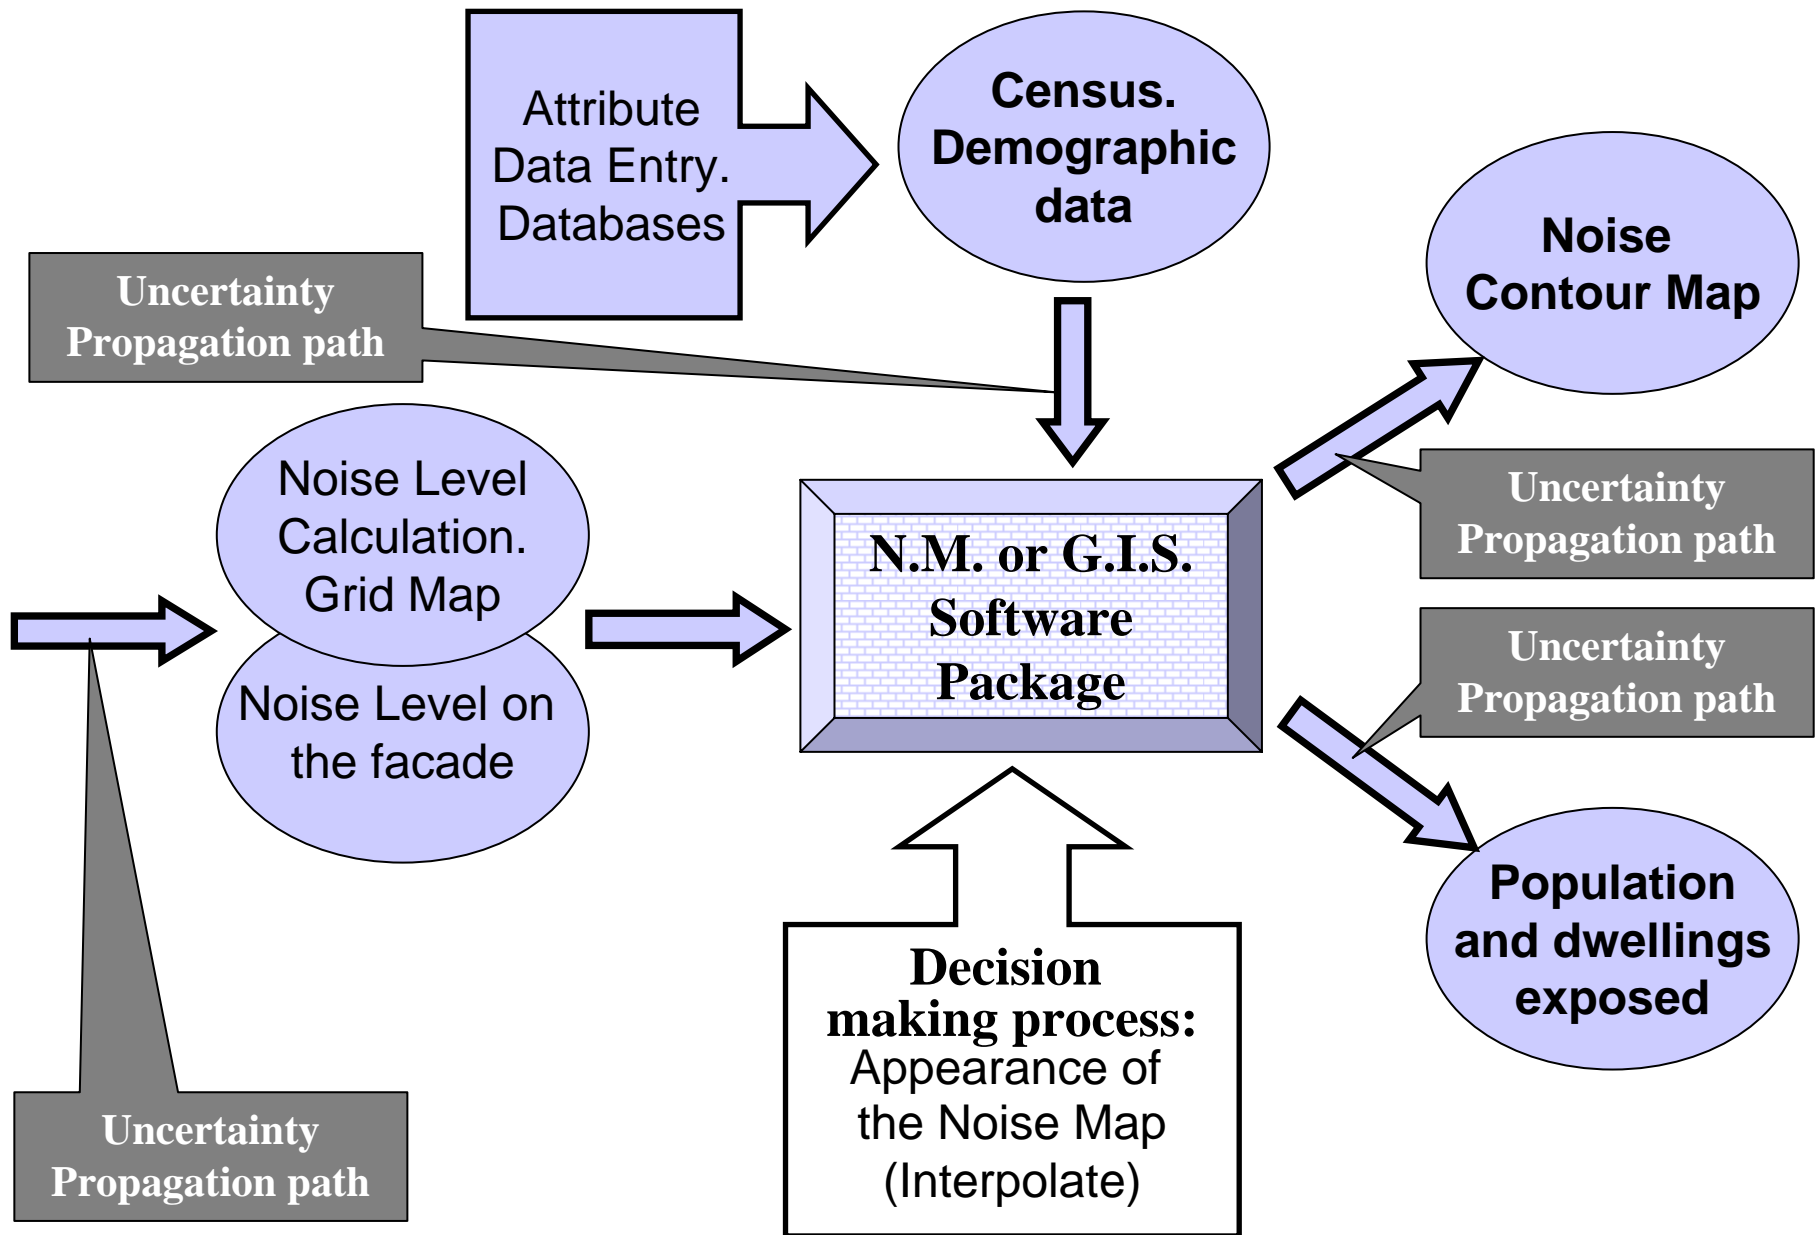 Attribute
Data Entry.
Databases
Census.
Demographic
data
Noise
Contour Map
Uncertainty
Propagation path
Noise Level
Calculation.
Grid Map
Noise Level on
the facade
N.M. or G.I.S.
Software
Package
Uncertainty
Propagation path
Uncertainty
Propagation path
Population
and dwellings
exposed
Decision
making process:
Appearance of
the Noise Map
(Interpolate)
Uncertainty
Propagation path